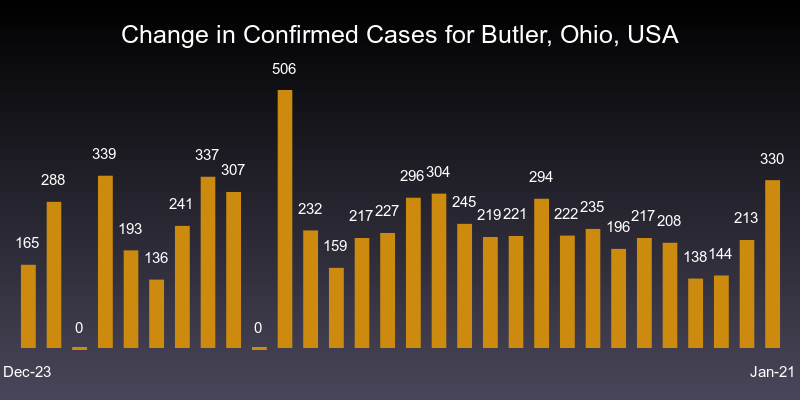 Change in Confirmed Cases for Butler, Ohio, USA
165 288 0 339 193 136 241 337 307 0 506 232 159 217 227 296 304 245 219 221 294 222 235 196 217 208 138 144 213 330
Dec-23 Jan-21